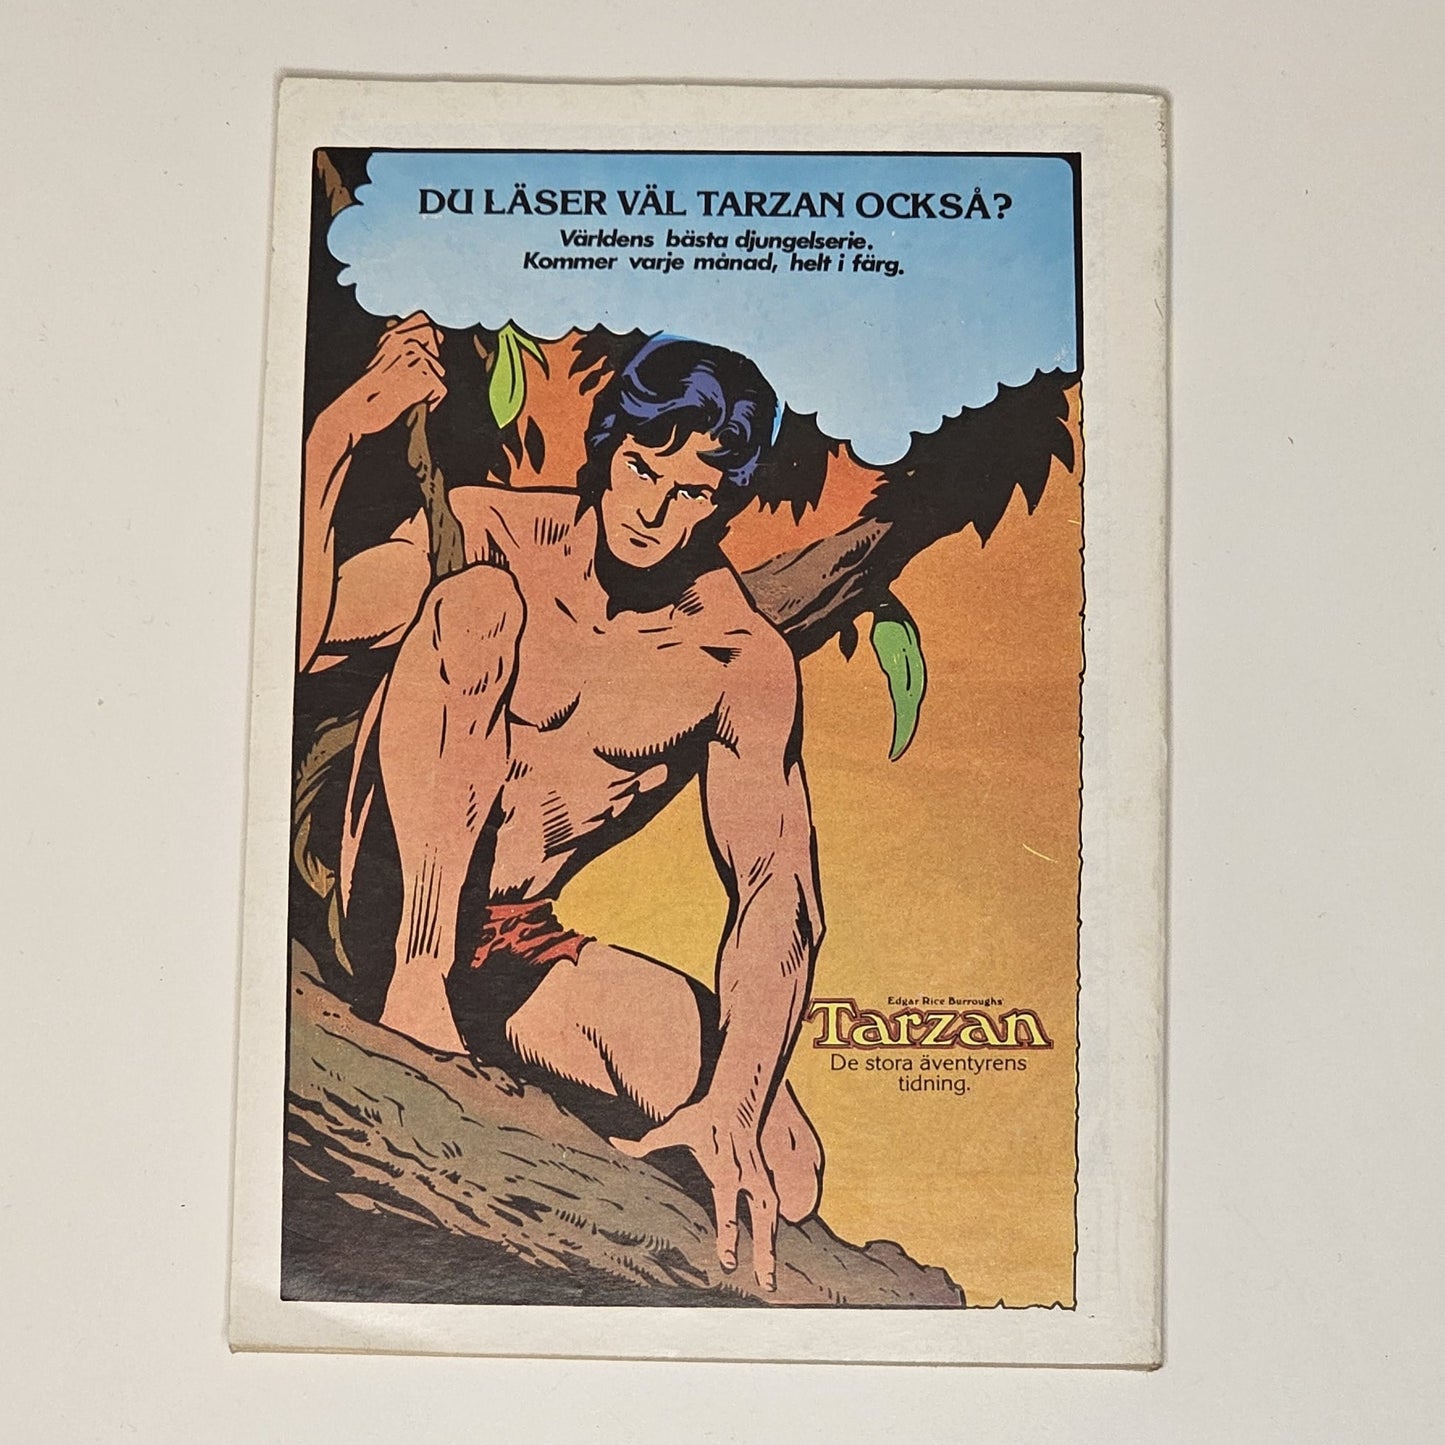 DU LÄSER VÄL TARZAN OCKSÅ?
Världens bästa djungelserie.
Kommer varje månad, helt i färg.
Edgar Rice Burroughs'
Tarzan
De stora äventyrens
tidning.